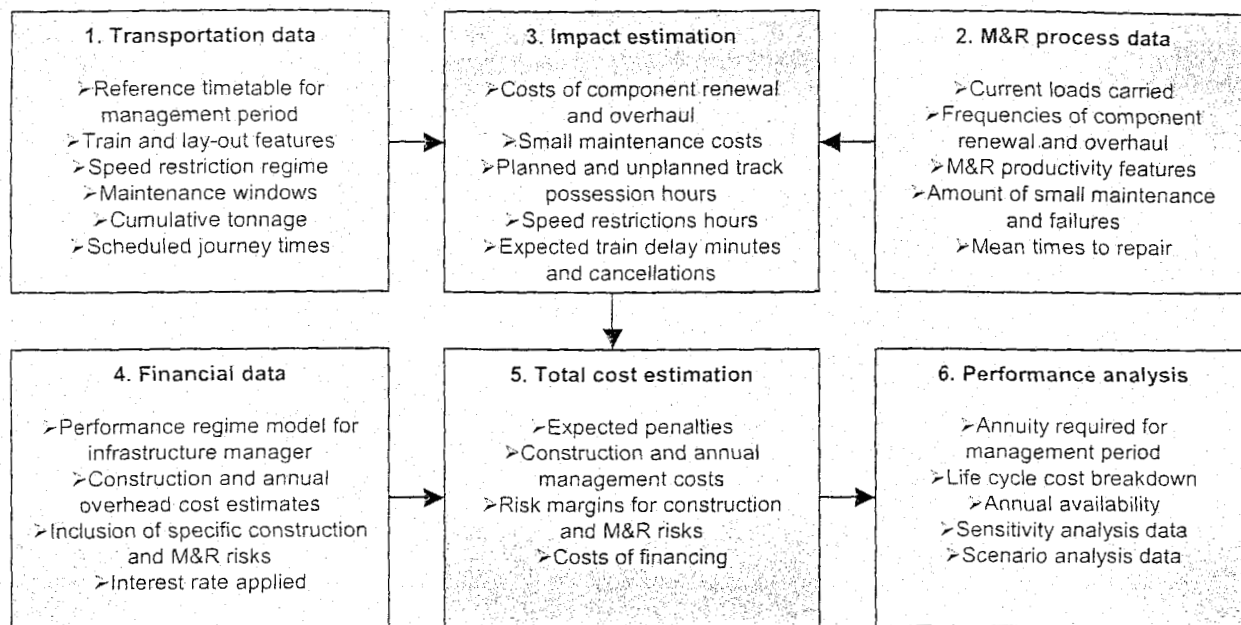 1. Transportation data
➢Reference timetable for
management period
➢Train and lay-out features
➢Speed restriction regime
➢Maintenance windows
➢Cumulative tonnage
➢Scheduled journey times
3. Impact estimation
➢Costs of component renewal
and overhaul
➢Small maintenance costs
➢Planned and unplanned track
possession hours
➢Speed restrictions hours
➢Expected train delay minutes
and cancellations
2. M&R process data
➢Current loads carried
➢Frequencies of component
renewal and overhaul
➢M&R productivity features
➢Amount of small maintenance
and failures
➢Mean times to repair
4. Financial data
➢Performance regime model for
infrastructure manager
➢Construction and annual
overhead cost estimates
➢Inclusion of specific construction
and M&R risks
➢Interest rate applied
5. Total cost estimation
➢Expected penalties
➢Construction and annual
management costs
➢Risk margins for construction
and M&R risks
➢Costs of financing
6. Performance analysis
➢Annuity required for
management period
➢Life cycle cost breakdown
➢Annual availability
➢Sensitivity analysis data
➢Scenario analysis data